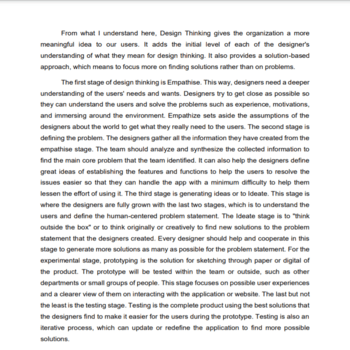 From what I understand here, Design Thinking gives the organization a more
meaningful idea to our users. It adds the initial level of each of the designer's
understanding of what they mean for design thinking. It also provides a solution-based
approach, which means to focus more on finding solutions rather than on problems.
The first stage of design thinking is Empathise. This way, designers need a deeper
understanding of the users' needs and wants. Designers try to get close as possible so
they can understand the users and solve the problems such as experience, motivations,
and immersing around the environment. Empathize sets aside the assumptions of the
designers about the world to get what they really need to the users. The second stage is
defining the problem. The designers gather all the information they have created from the
empathise stage. The team should analyze and synthesize the collected information to
find the main core problem that the team identified. It can also help the designers define
great ideas of establishing the features and functions to help the users to resolve the
issues easier so that they can handle the app with a minimum difficulty to help them
lessen the effort of using it. The third stage is generating ideas or to Ideate. This stage is
where the designers are fully grown with the last two stages, which is to understand the
users and define the human-centered problem statement. The Ideate stage is to "think
outside the box" or to think originally or creatively to find new solutions to the problem
statement that the designers created. Every designer should help and cooperate in this
stage to generate more solutions as many as possible for the problem statement. For the
experimental stage, prototyping is the solution for sketching through paper or digital of
the product. The prototype will be tested within the team or outside, such as other
departments or small groups of people. This stage focuses on possible user experiences
and a clearer view of them on interacting with the application or website. The last but not
the least is the testing stage. Testing is the complete product using the best solutions that
the designers find to make it easier for the users during the prototype. Testing is also an
iterative process, which can update or redefine the application to find more possible
solutions.